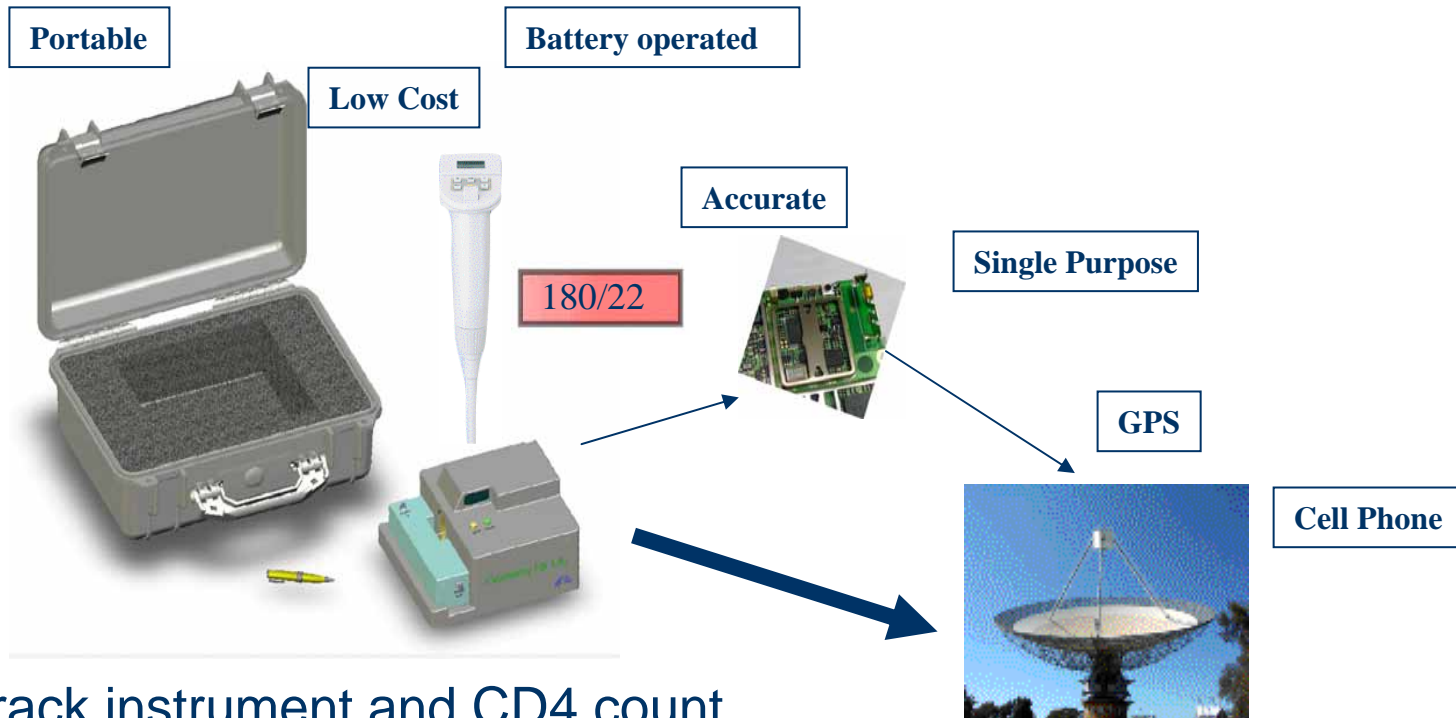 Portable
Battery operated
Low Cost
Accurate
180/22
Single Purpose
GPS
Cell Phone
rack instrument and CD4 count